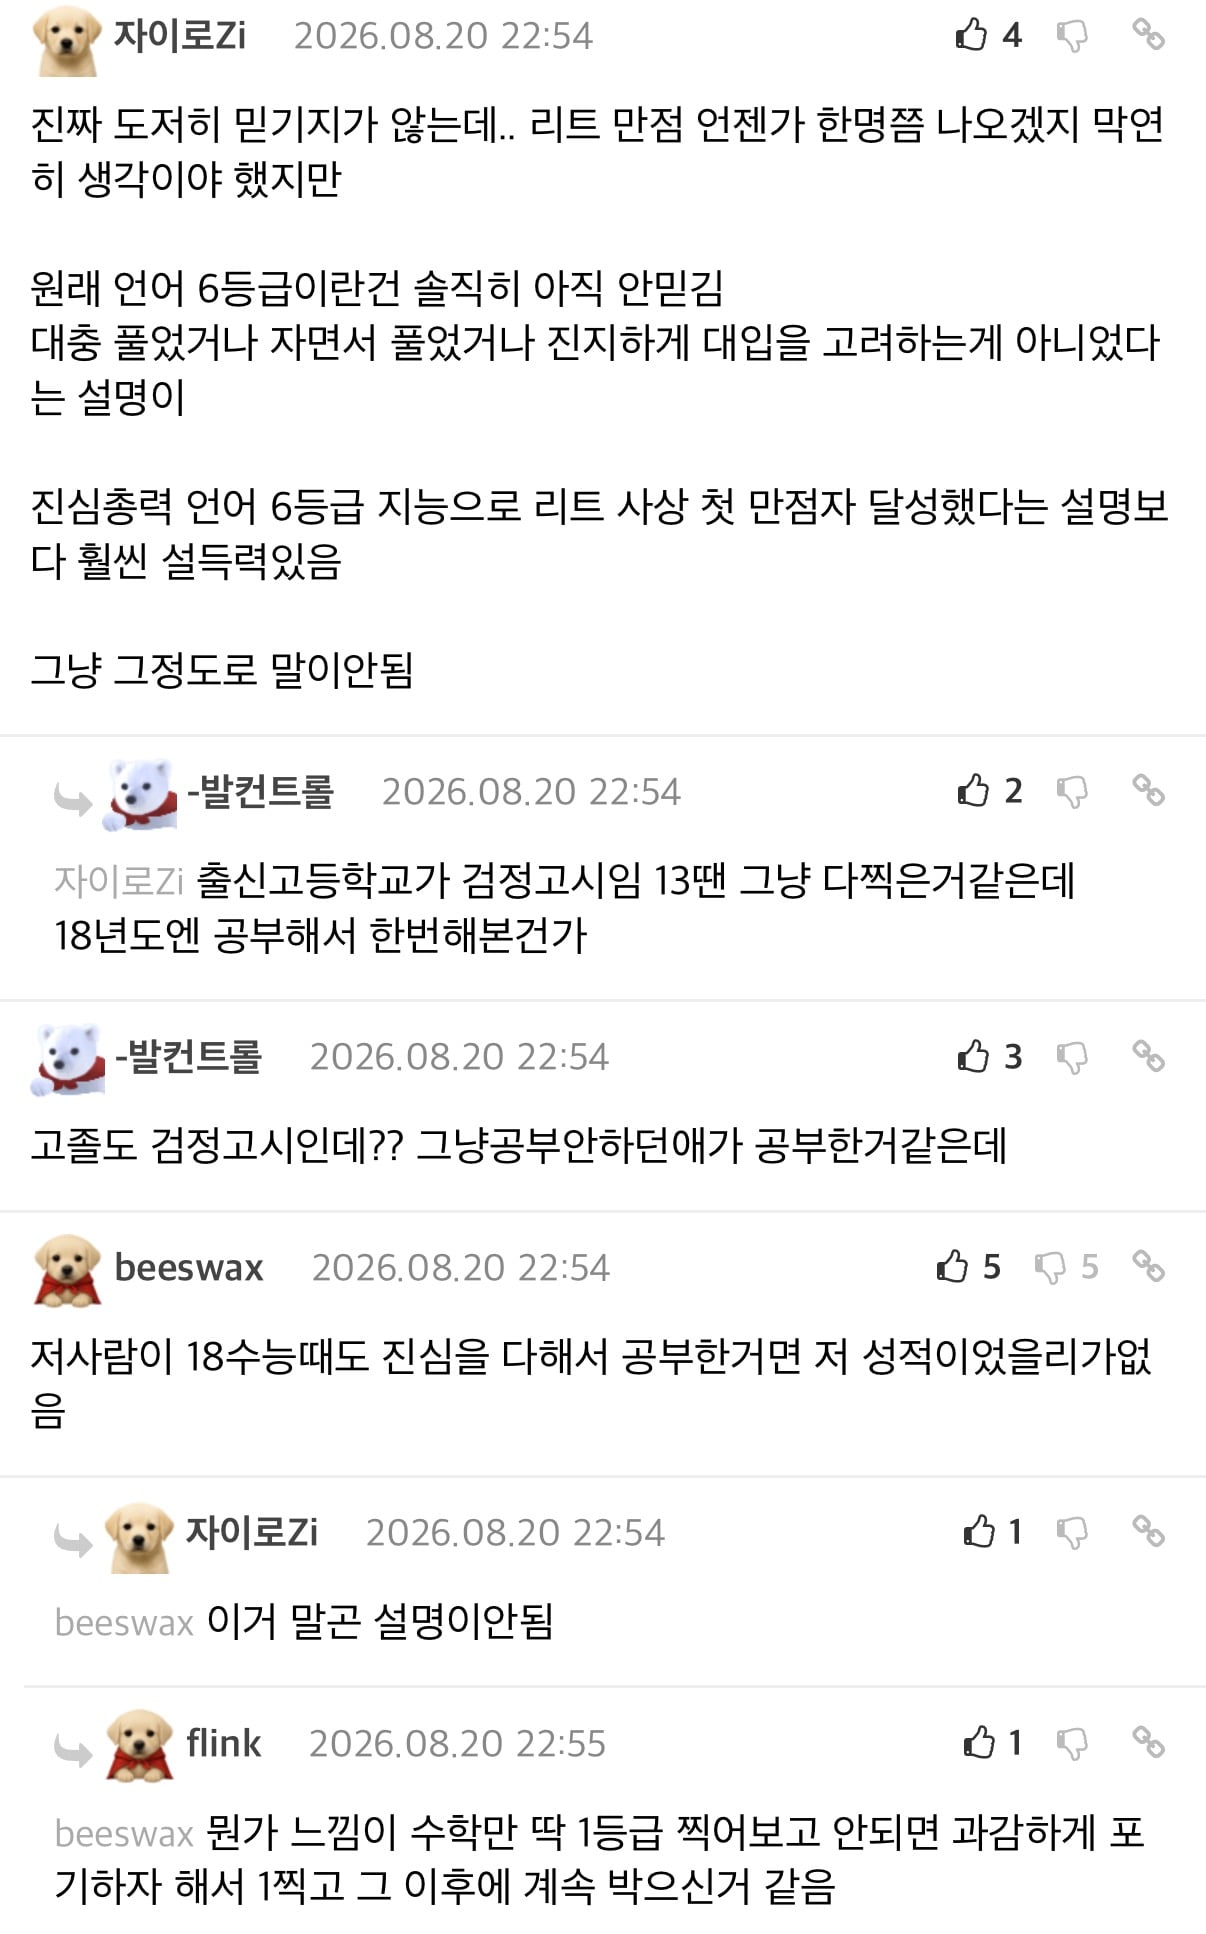 자이로Zi 2026.08.20 22:54 4
진짜 도저히 믿기지가 않는데.. 리트 만점 언젠가 한명쯤 나오겠지 막연
히 생각이야 했지만
원래 언어 6등급이란건 솔직히 아직 안믿김
대충 풀었거나 자면서 풀었거나 진지하게 대입을 고려하는게 아니었다
는 설명이
진심총력 언어 6등급 지능으로 리트 사상 첫 만점자 달성했다는 설명보
다 훨씬 설득력있음
그냥 그정도로 말이안됨
-발컨트롤 2026.08.20 22:54 2
자이로Zi 출신고등학교가 검정고시임 13땐 그냥 다찍은거같은데
18년도엔 공부해서 한번해본건가
-발컨트롤 2026.08.20 22:54 3
고졸도 검정고시인데?? 그냥공부안하던애가 공부한거같은데
beeswax 2026.08.20 22:54 5 5
저사람이 18수능때도 진심을 다해서 공부한거면 저 성적이었을리가없
음
자이로Zi 2026.08.20 22:54 1
beeswax 이거 말곤 설명이안됨
flink 2026.08.20 22:55 1
beeswax 뭔가 느낌이 수학만 딱 1등급 찍어보고 안되면 과감하게 포
기하자 해서 1찍고 그 이후에 계속 박으신거 같음